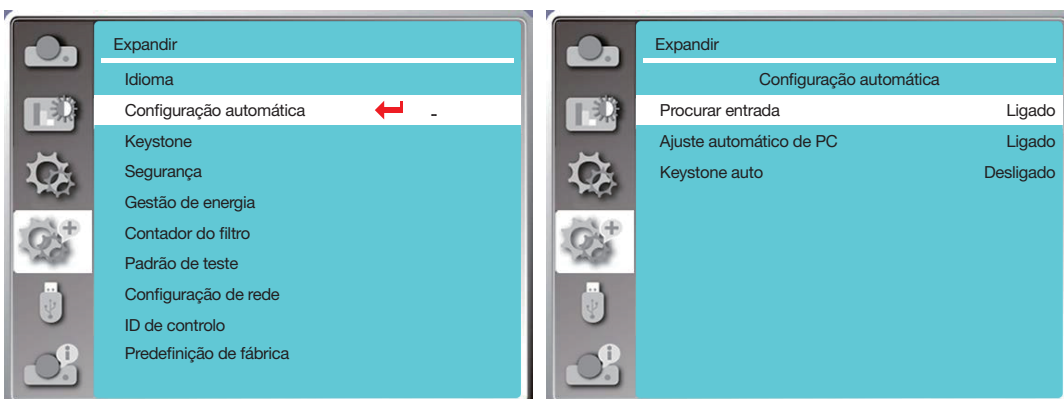 Expandir
Idioma
Configuração automática -
Keystone
Segurança
Gestão de energia
Contador do filtro
Padrão de teste
Configuração de rede
ID de controlo
Predefinição de fábrica
Expandir
Configuração automática
Procurar entrada Ligado
Ajuste automático de PC Ligado
Keystone auto Desligado